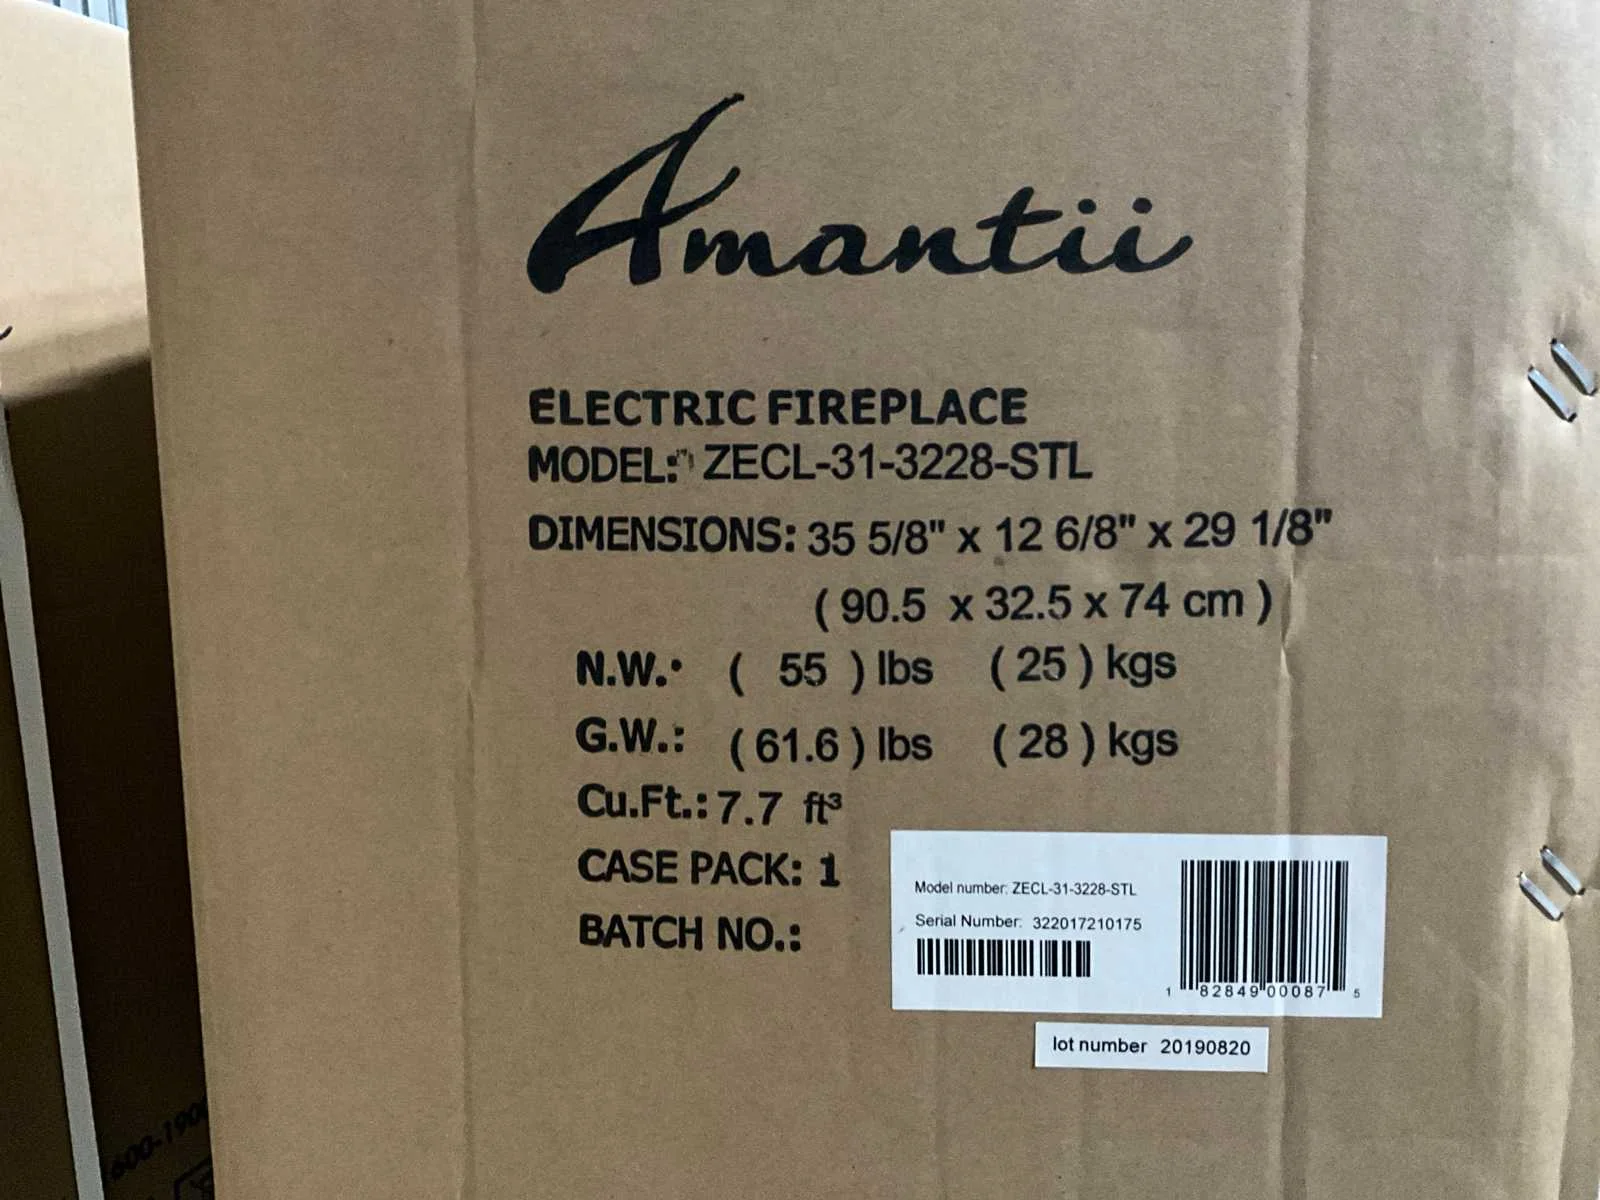 Amantii
ELECTRIC FIREPLACE
MODEL: ZECL-31-3228-STL
DIMENSIONS: 35 5/8" x 12 6/8" x 29 1/8"
( 90.5 x 32.5 x 74 cm )
N.W.: ( 55 ) lbs ( 25 ) kgs
G.W.: ( 61.6 ) lbs ( 28 ) kgs
Cu.Ft.: 7.7 ft³
CASE PACK: 1
BATCH NO.:
Model number: ZECL-31-3228-STL
Serial Number: 322017210175
1 82849 00087 5
lot number 20190820